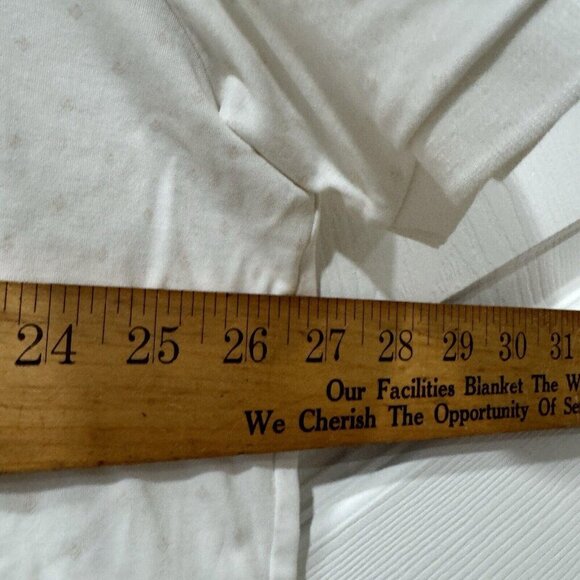 24 25 26 27 28 29 30 31
Our Facilities Blanket The
We Cherish The Opportunity Of